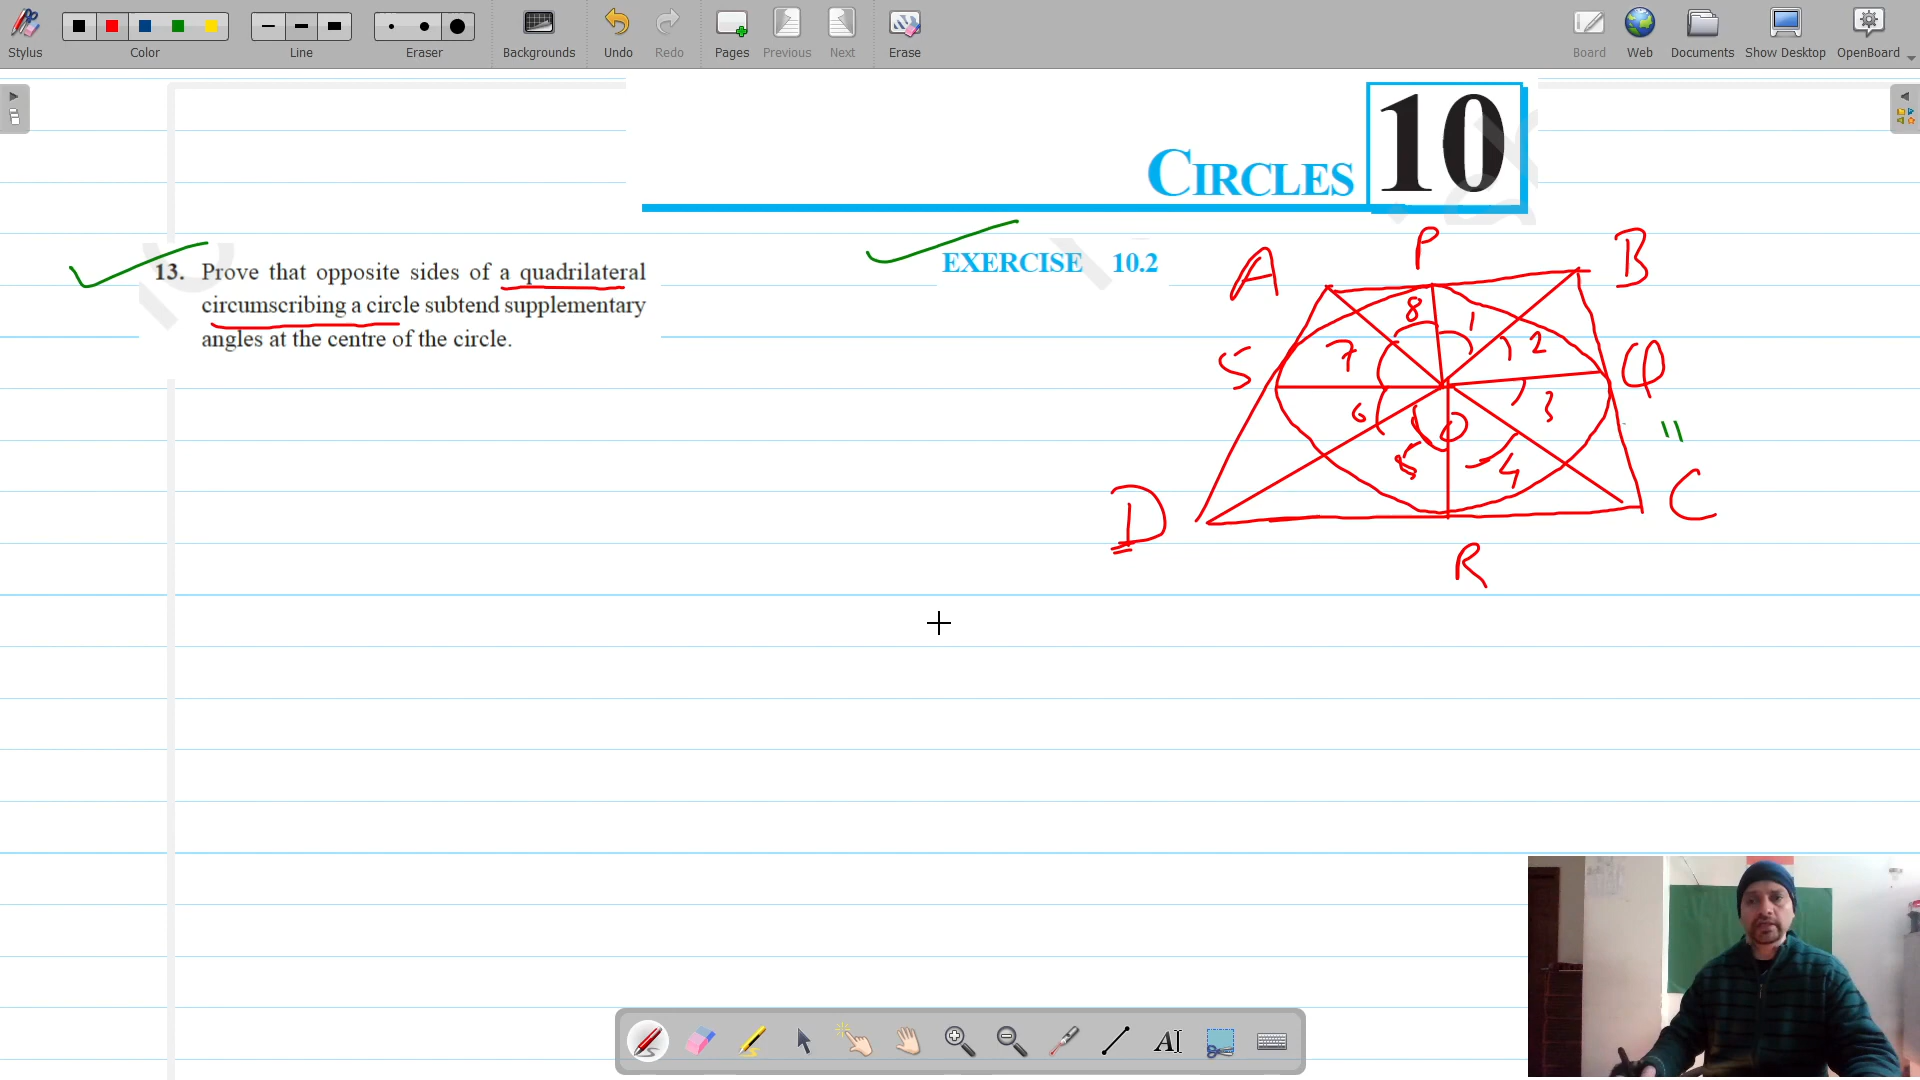 Stylus Color Line Eraser Backgrounds Undo Redo Pages Previous Next Erase Board Web Documents Show Desktop OpenBoard
CIRCLES 10
EXERCISE 10.2
13. Prove that opposite sides of a quadrilateral
circumscribing a circle subtend supplementary
angles at the centre of the circle.
A P B
8 1
S 7 2 Q
6 O 3
5 4
D C
R